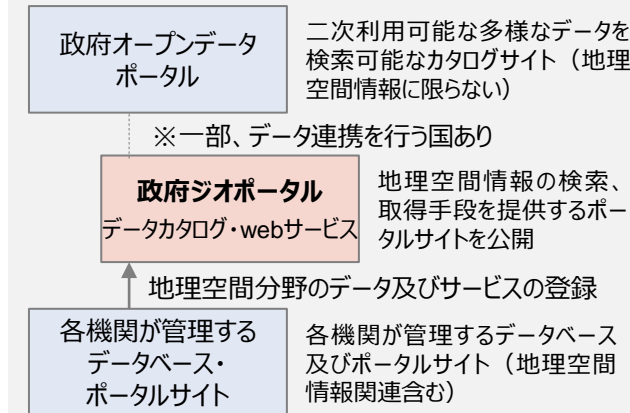 政府オープンデータ
ポータル
二次利用可能な多様なデータを
検索可能なカタログサイト（地理
空間情報に限らない）
※一部、データ連携を行う国あり
政府ジオポータル
データカタログ・webサービス
地理空間情報の検索、
取得手段を提供するポー
タルサイトを公開
地理空間分野のデータ及びサービスの登録
各機関が管理する
データベース・
ポータルサイト
各機関が管理するデータベース
及びポータルサイト（地理空間
情報関連含む）